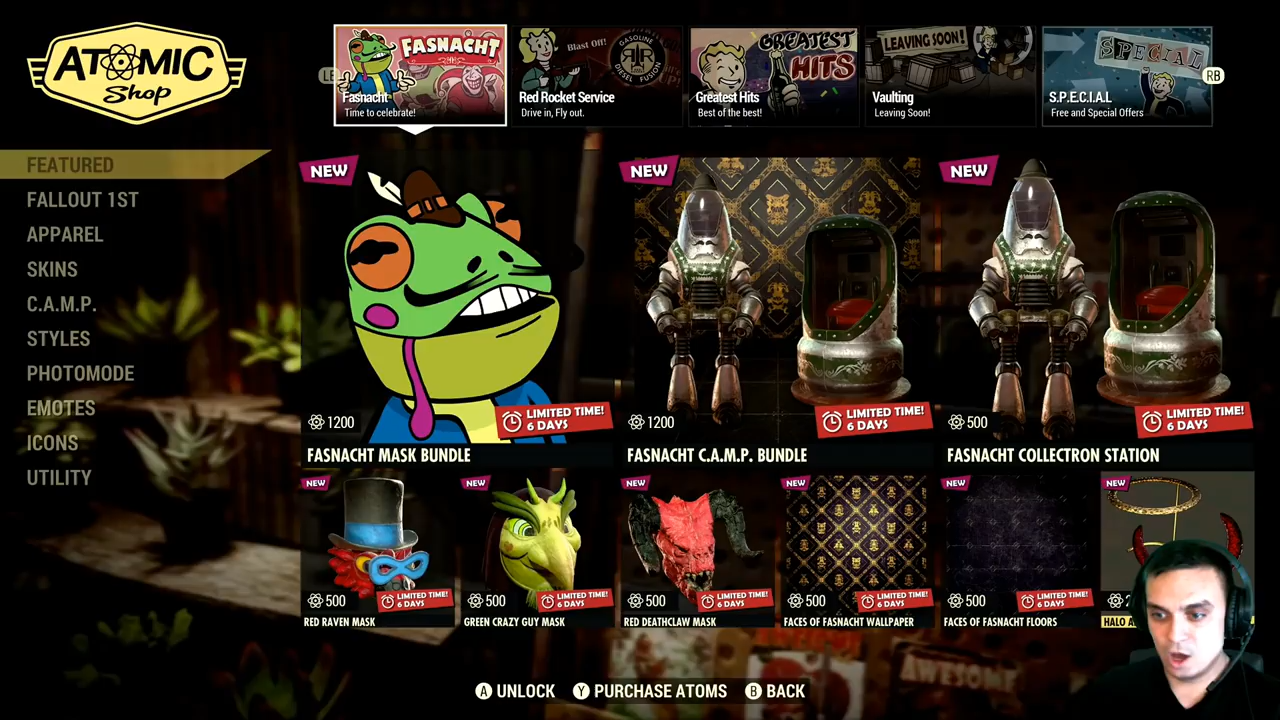 ATOMIC
Shop
LE
FASNACHT
Fasnacht
Time to celebrate!
Blast Off!
GASOLINE
DIESEL FUSION
Red Rocket Service
Drive in, Fly out.
GREATEST
HITS
Greatest Hits
Best of the best!
LEAVING SOON!
Vaulting
Leaving Soon!
SPECIAL
S.P.E.C.I.A.L
Free and Special Offers
RB
FEATURED
FALLOUT 1ST
APPAREL
SKINS
C.A.M.P.
STYLES
PHOTOMODE
EMOTES
ICONS
UTILITY
NEW
1200
LIMITED TIME!
6 DAYS
FASNACHT MASK BUNDLE
NEW
1200
LIMITED TIME!
6 DAYS
FASNACHT C.A.M.P. BUNDLE
NEW
500
LIMITED TIME!
6 DAYS
FASNACHT COLLECTRON STATION
NEW
500
LIMITED TIME!
6 DAYS
RED RAVEN MASK
NEW
500
LIMITED TIME!
6 DAYS
GREEN CRAZY GUY MASK
NEW
500
LIMITED TIME!
6 DAYS
RED DEATHCLAW MASK
NEW
500
LIMITED TIME!
6 DAYS
FACES OF FASNACHT WALLPAPER
NEW
500
LIMITED TIME!
6 DAYS
FACES OF FASNACHT FLOORS
NEW
HALO
AWESOME
A UNLOCK
Y PURCHASE ATOMS
B BACK